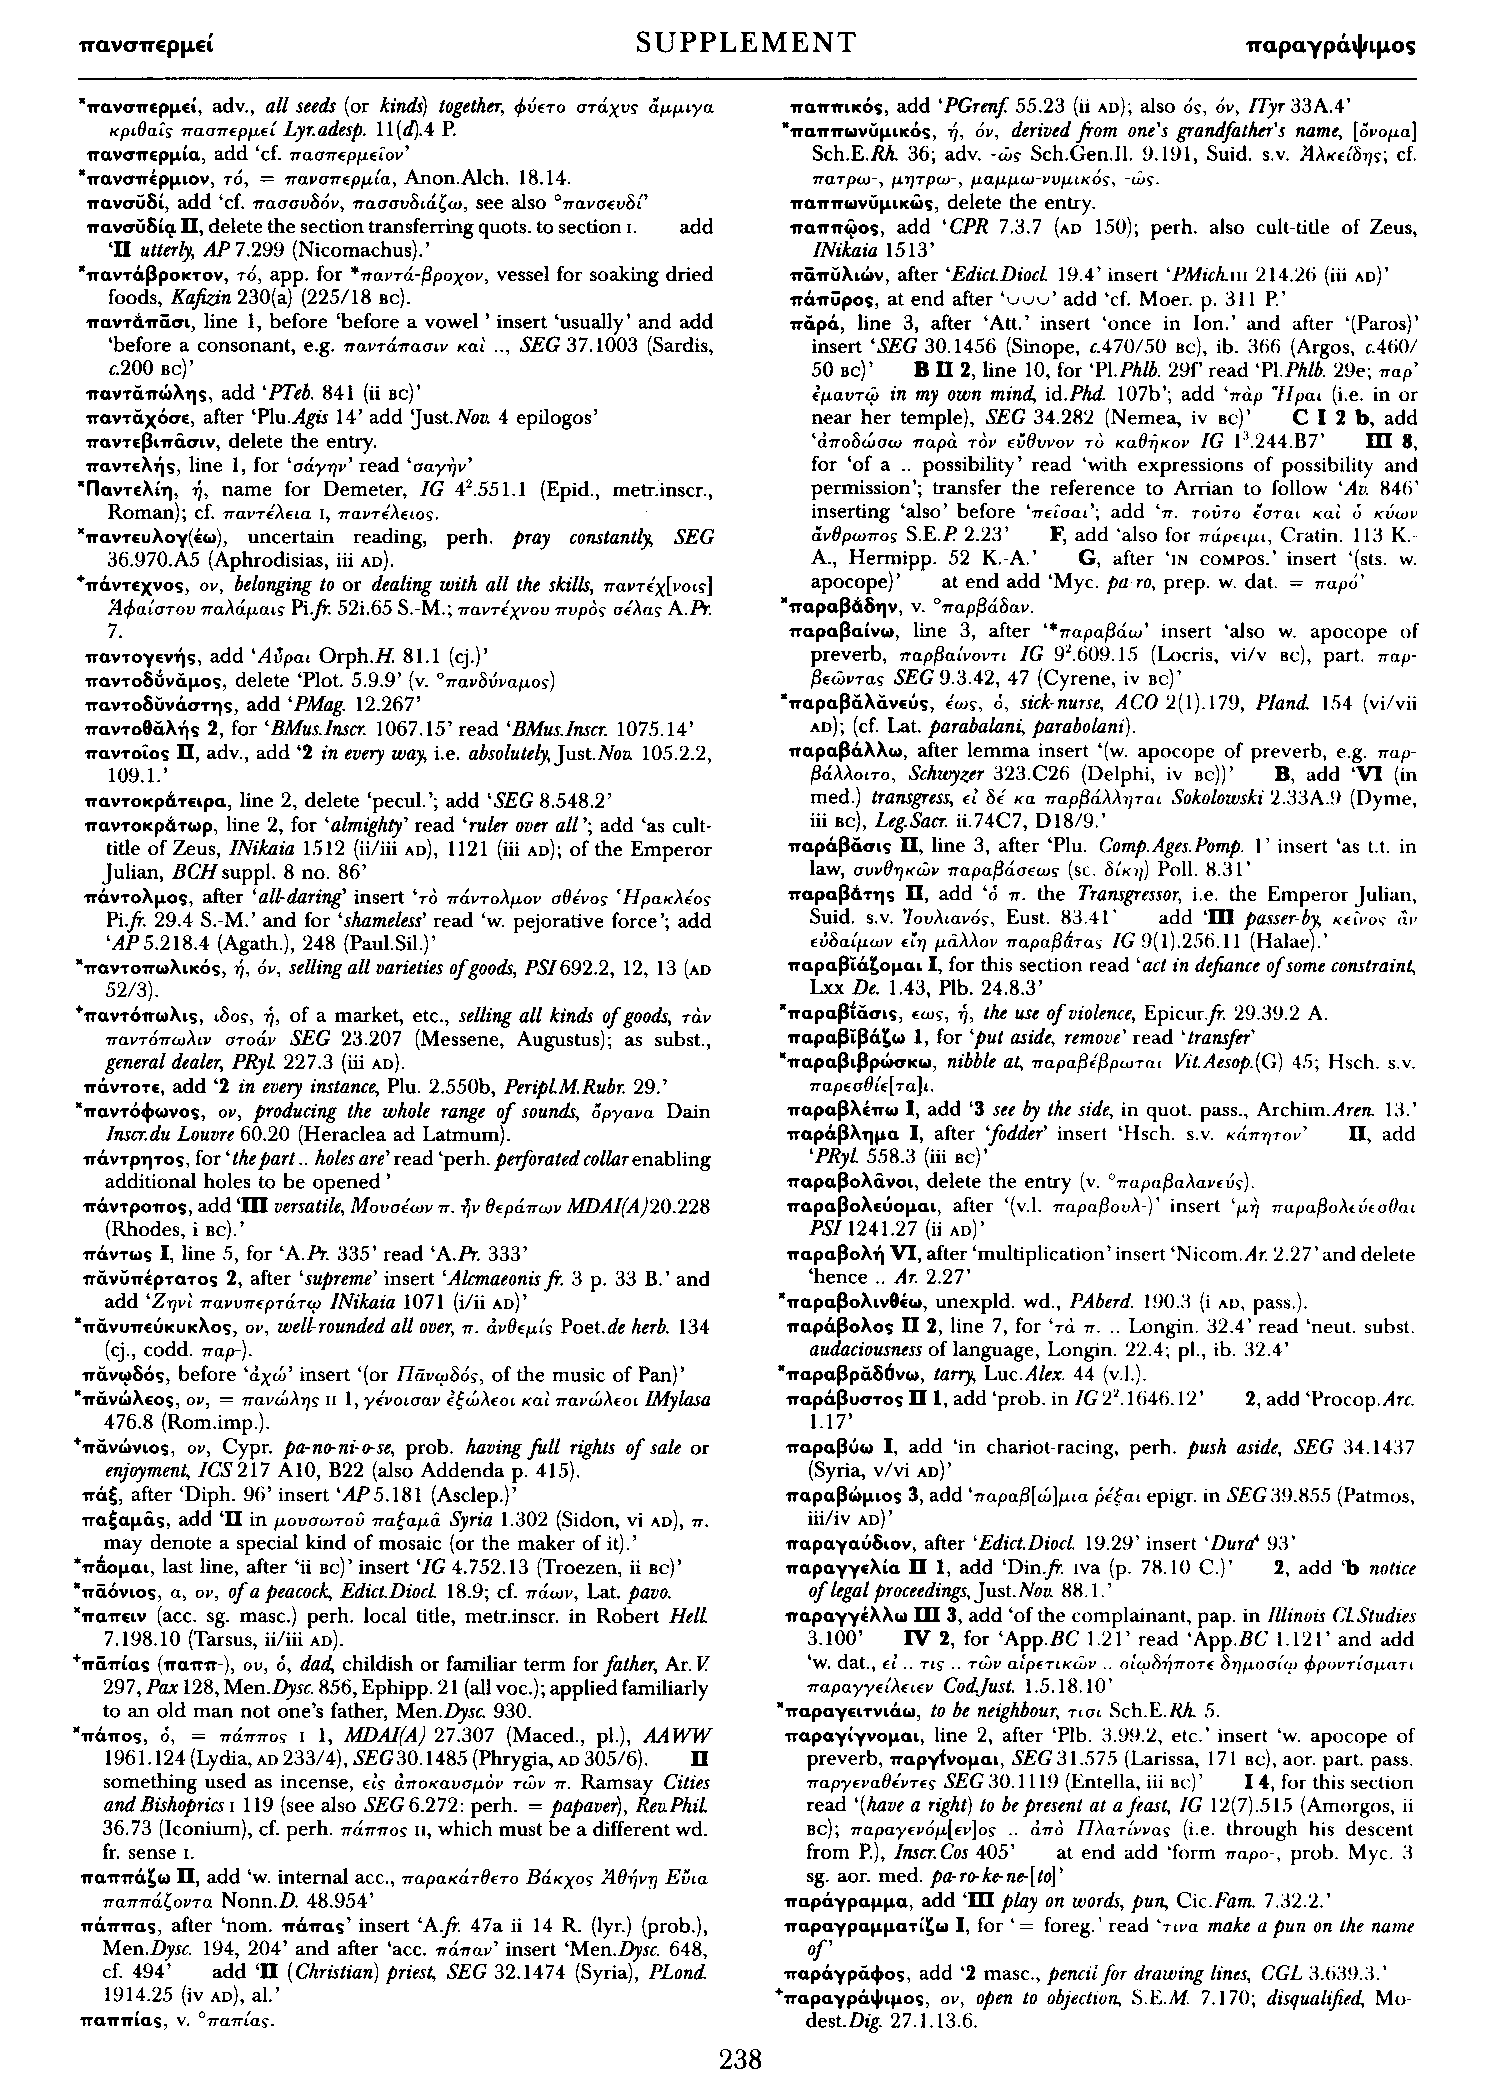 πανσπερμεί SUPPLEMENT παραγράψιμος
*πανσπερμεί, adv., all seeds (or kinds) together, φύετο στάχυς ἄμμιγα
κριθαῖς πασπερμεί Lyr.adesp. 11(d).4 P.
πανσπερμία, add ‘cf. πασπερμεῖον’
*πανσπέρμιον, τό, = πανσπερμία, Anon.Alch. 18.14.
πανσῠδί, add ‘cf. πασσυδόν, πασσυδιάζω, see also °πανσευδί’
πανσῠδίᾳ II, delete the section transferring quots. to section I. add
‘II utterly, AP 7.299 (Nicomachus).’
*παντάβροκτον, τό, app. for *παντά-βροχον, vessel for soaking dried
foods, Kafizin 230(a) (225/18 BC).
παντάπᾱσι, line 1, before ‘before a vowel ’ insert ‘usually’ and add
‘before a consonant, e.g. παντάπασιν καὶ .., SEG 37.1003 (Sardis,
c.200 BC)’
παντᾰπώλης, add ‘PTeb. 841 (ii BC)’
παντᾰχόσε, after ‘Plu.Agis 14’ add ‘Just.Nov. 4 epilogos’
παντεβιπᾶσιν, delete the entry.
παντελής, line 1, for ‘σάγην’ read ‘σαγὴν’
*Παντελίη, ἡ, name for Demeter, IG 4².551.1 (Epid., metr.inscr.,
Roman); cf. παντέλεια I, παντέλειος.
*παντευλογ(έω), uncertain reading, perh. pray constantly, SEG
36.970.A5 (Aphrodisias, iii AD).
⁺πάντεχνος, ον, belonging to or dealing with all the skills, παντέχ[νοις]
Ἀφαίστου παλάμαις Pi.fr. 52i.65 S.-M.; παντέχνου πυρὸς σέλας A.Pr.
7.
παντογενής, add ‘Αὖραι Orph.H. 81.1 (cj.)’
παντοδύνᾰμος, delete ‘Plot. 5.9.9’ (v. °πανδύναμος)
παντοδῠνάστης, add ‘PMag. 12.267’
παντοθᾰλής 2, for ‘BMus.Inscr. 1067.15’ read ‘BMus.Inscr. 1075.14’
παντοῖος II, adv., add ‘2 in every way, i.e. absolutely, Just.Nov. 105.2.2,
109.1.’
παντοκράτειρα, line 2, delete ‘pecul.’; add ‘SEG 8.548.2’
παντοκράτωρ, line 2, for ‘almighty’ read ‘ruler over all’; add ‘as cult-
title of Zeus, INikaia 1512 (ii/iii AD), 1121 (iii AD); of the Emperor
Julian, BCH suppl. 8 no. 86’
πάντολμος, after ‘all-daring’ insert ‘τὸ πάντολμον σθένος Ἡρακλέος
Pi.fr. 29.4 S.-M.’ and for ‘shameless’ read ‘w. pejorative force’; add
‘AP 5.218.4 (Agath.), 248 (Paul.Sil.)’
*παντοπωλικός, ή, όν, selling all varieties of goods, PSI 692.2, 12, 13 (AD
52/3).
⁺παντόπωλις, ιδος, ἡ, of a market, etc., selling all kinds of goods, τὰν
παντόπωλιν στοάν SEG 23.207 (Messene, Augustus); as subst.,
general dealer, PRyl. 227.3 (iii AD).
πάντοτε, add ‘2 in every instance, Plu. 2.550b, Peripl.M.Rubr. 29.’
*παντόφωνος, ον, producing the whole range of sounds, ὄργανα Dain
Inscr.du Louvre 60.20 (Heraclea ad Latmum).
πάντρητος, for ‘the part .. holes are’ read ‘perh. perforated collar enabling
additional holes to be opened ’
πάντροπος, add ‘III versatile, Μουσέων π. ἦν θεράπων MDAI(A) 20.228
(Rhodes, i BC).’
πάντως I, line 5, for ‘A.Pr. 335’ read ‘A.Pr. 333’
πᾰνῠπέρτατος 2, after ‘supreme’ insert ‘Alcmaeonis fr. 3 p. 33 B.’ and
add ‘Ζηνὶ πανυπερτάτῳ INikaia 1071 (i/ii AD)’
*πᾰνυπεύκυκλος, ον, well-rounded all over, π. ἀνθεμίς Poet.de herb. 134
(cj., codd. παρ-).
πᾰνῳδός, before ‘ἀχώ’ insert ‘(or Πᾱνῳδός, of the music of Pan)’
*πᾰνώλεος, ον, = πανώλης II 1, γένοισαν ἐξώλεοι καὶ πανώλεοι IMylasa
476.8 (Rom.imp.).
⁺πᾰνώνιος, ον, Cypr. pa-no-ni-o-se, prob. having full rights of sale or
enjoyment, ICS 217 A10, B22 (also Addenda p. 415).
πάξ, after ‘Diph. 96’ insert ‘AP 5.181 (Asclep.)’
παξαμᾶς, add ‘II in μουσωτοῦ παξαμᾶ Syria 1.302 (Sidon, vi AD), π.
may denote a special kind of mosaic (or the maker of it).’
*πάομαι, last line, after ‘ii BC)’ insert ‘IG 4.752.13 (Troezen, ii BC)’
*πᾱόνιος, α, ον, of a peacock, Edict.Diocl. 18.9; cf. πάων, Lat. pavo.
*παπειν (acc. sg. masc.) perh. local title, metr.inscr. in Robert Hell.
7.198.10 (Tarsus, ii/iii AD).
⁺πᾱπίας (παππ-), ου, ὁ, dad, childish or familiar term for father, Ar.V.
297, Pax 128, Men.Dysc. 856, Ephipp. 21 (all voc.); applied familiarly
to an old man not one’s father, Men.Dysc. 930.
*πάπος, ὁ, = πάππος I 1, MDAI(A) 27.307 (Maced., pl.), AAWW
1961.124 (Lydia, AD 233/4), SEG 30.1485 (Phrygia, AD 305/6). II
something used as incense, εἰς ἀποκαυσμὸν τῶν π. Ramsay Cities
and Bishoprics I 119 (see also SEG 6.272: perh. = papaver), Rev.Phil.
36.73 (Iconium), cf. perh. πάππος II, which must be a different wd.
fr. sense I.
παππάζω II, add ‘w. internal acc., παρακάτθετο Βάκχος Ἀθήνῃ Εὔια
παππάζοντα Nonn.D. 48.954’
πάππας, after ‘nom. πάπας’ insert ‘A.fr. 47a ii 14 R. (lyr.) (prob.),
Men.Dysc. 194, 204’ and after ‘acc. πάπαν’ insert ‘Men.Dysc. 648,
cf. 494’ add ‘II (Christian) priest, SEG 32.1474 (Syria), PLond.
1914.25 (iv AD), al.’
παππίας, v. °παπίας.
παππικός, add ‘PGrenf. 55.23 (ii AD); also ός, όν, ITyr 33A.4’
*παππωνῠμικός, ή, όν, derived from one’s grandfather’s name, [ὄνομα]
Sch.E.Rh. 36; adv. -ῶς Sch.Gen.Il. 9.191, Suid. s.v. Ἀλκείδης; cf.
πατρω-, μητρω-, μαμμω-νυμικός, -ῶς.
παππωνῠμικῶς, delete the entry.
παππῷος, add ‘CPR 7.3.7 (AD 150); perh. also cult-title of Zeus,
INikaia 1513’
πᾱπῠλιών, after ‘Edict.Diocl. 19.4’ insert ‘PMich.III 214.26 (iii AD)’
πάπῡρος, at end after ‘◡◡◡’ add ‘cf. Moer. p. 311 P.’
πᾰρά, line 3, after ‘Att.’ insert ‘once in Ion.’ and after ‘(Paros)’
insert ‘SEG 30.1456 (Sinope, c.470/50 BC), ib. 366 (Argos, c.460/
50 BC)’ B II 2, line 10, for ‘Pl.Phlb. 29f’ read ‘Pl.Phlb. 29e; παρ’
ἐμαυτῷ in my own mind, id.Phd. 107b’; add ‘πὰρ Ἥραι (i.e. in or
near her temple), SEG 34.282 (Nemea, iv BC)’ C I 2 b, add
‘ἀποδώσω παρὰ τὸν εὔθυνον τὸ καθῆκον IG 1³.244.B7’ III 8,
for ‘of a .. possibility’ read ‘with expressions of possibility and
permission’; transfer the reference to Arrian to follow ‘Av. 846’
inserting ‘also’ before ‘πεῖσαι’; add ‘π. τοῦτο ἔσται καὶ ὁ κύων
ἄνθρωπος S.E.P. 2.23’ F, add ‘also for πάρειμι, Cratin. 113 K.-
A., Hermipp. 52 K.-A.’ G, after ‘IN COMPOS.’ insert ‘(sts. w.
apocope)’ at end add ‘Myc. pa-ro, prep. w. dat. = παρό’
*παραβάδην, v. °παρβάδαν.
παραβαίνω, line 3, after ‘*παραβάω’ insert ‘also w. apocope of
preverb, παρβαίνοντι IG 9².609.15 (Locris, vi/v BC), part. παρ-
βεῶντας SEG 9.3.42, 47 (Cyrene, iv BC)’
*παραβᾰλᾰνεύς, έως, ὁ, sick-nurse, ACO 2(1).179, PIand. 154 (vi/vii
AD); (cf. Lat. parabalani, parabolani).
παραβάλλω, after lemma insert ‘(w. apocope of preverb, e.g. παρ-
βάλλοιτο, Schwyzer 323.C26 (Delphi, iv BC))’ B, add ‘VI (in
med.) transgress, εἰ δέ κα παρβάλληται Sokolowski 2.33A.9 (Dyme,
iii BC), Leg.Sacr. ii.74C7, D18/9.’
παράβᾰσις II, line 3, after ‘Plu. Comp.Ages.Pomp. 1’ insert ‘as t.t. in
law, συνθηκῶν παραβάσεως (sc. δίκη) Poll. 8.31’
παραβάτης II, add ‘ὁ π. the Transgressor, i.e. the Emperor Julian,
Suid. s.v. Ἰουλιανός, Eust. 83.41’ add ‘III passer-by, κεῖνος ἂν
εὐδαίμων εἴη μᾶλλον παραβάτας IG 9(1).256.11 (Halae).’
παραβῐάζομαι I, for this section read ‘act in defiance of some constraint,
LXX De. 1.43, Plb. 24.8.3’
*παραβίᾰσις, εως, ἡ, the use of violence, Epicur.fr. 29.39.2 A.
παραβῐβάζω 1, for ‘put aside, remove’ read ‘transfer’
*παραβιβρώσκω, nibble at, παραβέβρωται Vit.Aesop.(G) 45; Hsch. s.v.
παρεσθίε[τα]ι.
παραβλέπω I, add ‘3 see by the side, in quot. pass., Archim.Aren. 13.’
παράβλημα I, after ‘fodder’ insert ‘Hsch. s.v. κάπητον’ II, add
‘PRyl. 558.3 (iii BC)’
παραβολᾶνοι, delete the entry (v. °παραβαλανεύς).
παραβολεύομαι, after ‘(v.l. παραβουλ-)’ insert ‘μὴ παραβολεύεσθαι
PSI 1241.27 (ii AD)’
παραβολή VI, after ‘multiplication’ insert ‘Nicom.Ar. 2.27’ and delete
‘hence .. Ar. 2.27’
*παραβολινθέω, unexpld. wd., PAberd. 190.3 (i AD, pass.).
παράβολος II 2, line 7, for ‘τὰ π. .. Longin. 32.4’ read ‘neut. subst.
audaciousness of language, Longin. 22.4; pl., ib. 32.4’
*παραβρᾰδύνω, tarry, Luc.Alex. 44 (v.l.).
παράβυστος II 1, add ‘prob. in IG 2².1646.12’ 2, add ‘Procop.Arc.
1.17’
παραβύω I, add ‘in chariot-racing, perh. push aside, SEG 34.1437
(Syria, v/vi AD)’
παραβώμιος 3, add ‘παραβ[ώ]μια ῥέξαι epigr. in SEG 39.855 (Patmos,
iii/iv AD)’
παραγαύδιον, after ‘Edict.Diocl. 19.29’ insert ‘Dura⁴ 93’
παραγγελία II 1, add ‘Din.fr. IVa (p. 78.10 C.)’ 2, add ‘b notice
of legal proceedings, Just.Nov. 88.1.’
παραγγέλλω III 3, add ‘of the complainant, pap. in Illinois Cl.Studies
3.100’ IV 2, for ‘App.BC 1.21’ read ‘App.BC 1.121’ and add
‘w. dat., εἰ .. τις .. τῶν αἱρετικῶν .. οἱῳδήποτε δημοσίῳ φροντίσματι
παραγγείλειεν Cod.Just. 1.5.18.10’
*παραγειτνιάω, to be neighbour, τισι Sch.E.Rh. 5.
παραγίγνομαι, line 2, after ‘Plb. 3.99.2, etc.’ insert ‘w. apocope of
preverb, παργίνομαι, SEG 31.575 (Larissa, 171 BC), aor. part. pass.
παργεναθέντες SEG 30.1119 (Entella, iii BC)’ I 4, for this section
read ‘(have a right) to be present at a feast, IG 12(7).515 (Amorgos, ii
BC); παραγενόμ[εν]ος .. ἀπὸ Πλατίννας (i.e. through his descent
from P.), Inscr.Cos 405’ at end add ‘form παρο-, prob. Myc. 3
sg. aor. med. pa-ro-ke-ne-[to]’
παράγραμμα, add ‘III play on words, pun, Cic.Fam. 7.32.2.’
παραγραμματίζω I, for ‘ = foreg.’ read ‘τινα make a pun on the name
of’
παράγρᾰφος, add ‘2 masc., pencil for drawing lines, CGL 3.639.3.’
⁺παραγράψιμος, ον, open to objection, S.E.M. 7.170; disqualified, Mo-
dest.Dig. 27.1.13.6.
238